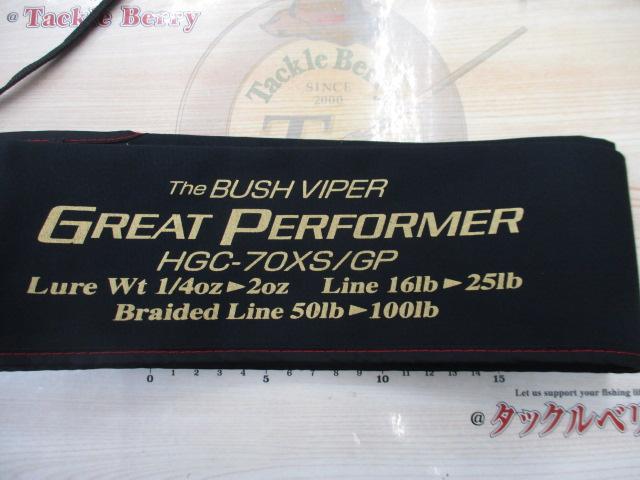 @ Tackle Berry
Tackle Berry
SINCE
2000
The BUSH VIPER
GREAT PERFORMER
HGC-70XS/GP
Lure Wt 1/4oz►2oz Line 16lb►25lb
Braided Line 50lb►100lb
0 1 2 3 4 5 6 7 8 9 10 11 12 13 14 15
Let us support your fishing
@ タックルベリ